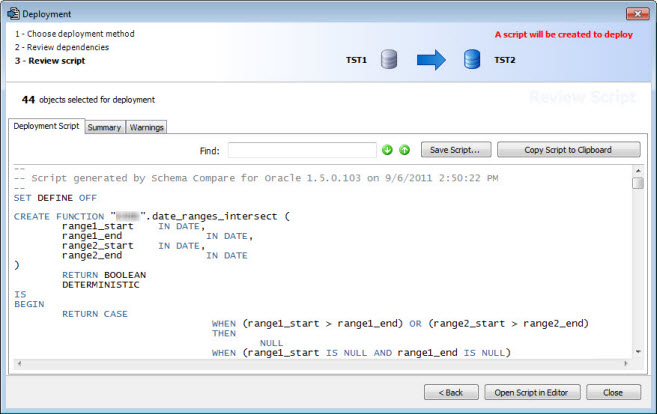 Deployment
1 - Choose deployment method
2 - Review dependencies
3 - Review script
A script will be created to deploy
TST1
TST2
44 objects selected for deployment
Review Script
Deployment Script
Summary
Warnings
Find:
Save Script...
Copy Script to Clipboard
--
-- Script generated by Schema Compare for Oracle 1.5.0.103 on 9/6/2011 2:50:22 PM
--
SET DEFINE OFF
CREATE FUNCTION "".date_ranges_intersect (
range1_start IN DATE,
range1_end IN DATE,
range2_start IN DATE,
range2_end IN DATE
)
RETURN BOOLEAN
DETERMINISTIC
IS
BEGIN
RETURN CASE
WHEN (range1_start > range1_end) OR (range2_start > range2_end)
THEN
NULL
WHEN (range1_start IS NULL AND range1_end IS NULL)
< Back
Open Script in Editor
Close